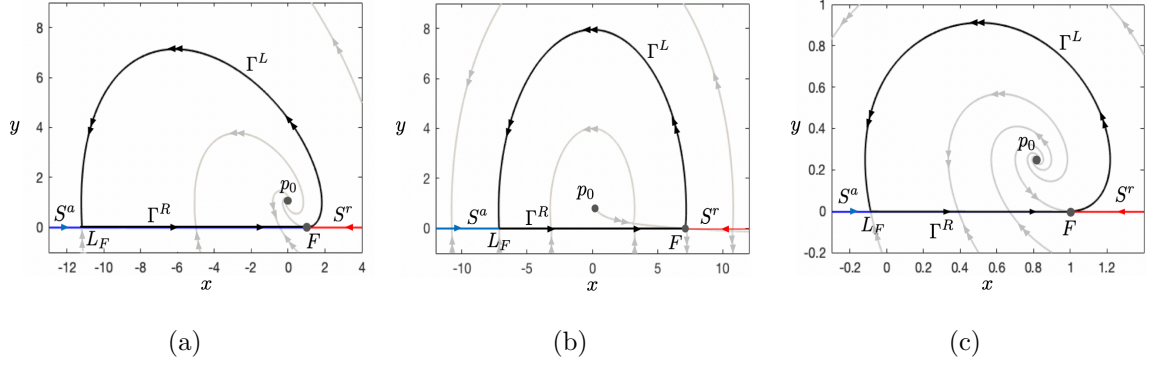 8
6
4
2
0
-12 -10 -8 -6 -4 -2 0 2 4
y
x
Γ^L
p_0
S^a
Γ^R
S^r
L_F
F
(a)
8
6
4
2
0
-10 -5 0 5 10
y
x
Γ^L
p_0
S^a
Γ^R
S^r
L_F
F
(b)
1
0.8
0.6
0.4
0.2
0
-0.2
-0.2 0 0.2 0.4 0.6 0.8 1 1.2
y
x
Γ^L
p_0
S^a
S^r
L_F
Γ^R
F
(c)